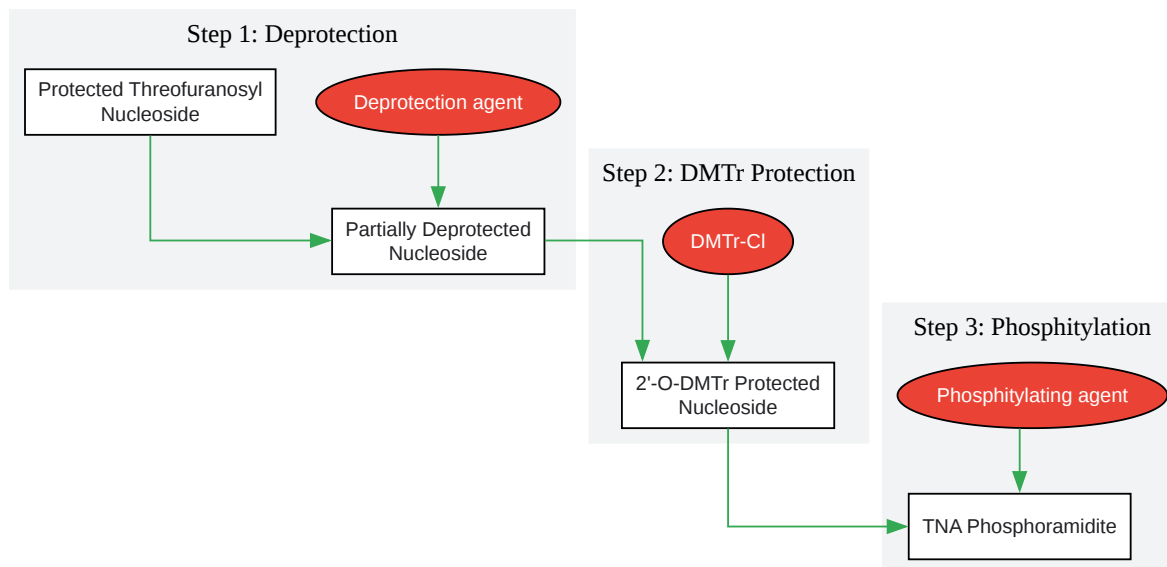 Step 1: Deprotection
Protected Threofuranosyl
Nucleoside
Deprotection agent
Partially Deprotected
Nucleoside
Step 2: DMTr Protection
DMTr-Cl
2'-O-DMTr Protected
Nucleoside
Step 3: Phosphitylation
Phosphitylating agent
TNA Phosphoramidite